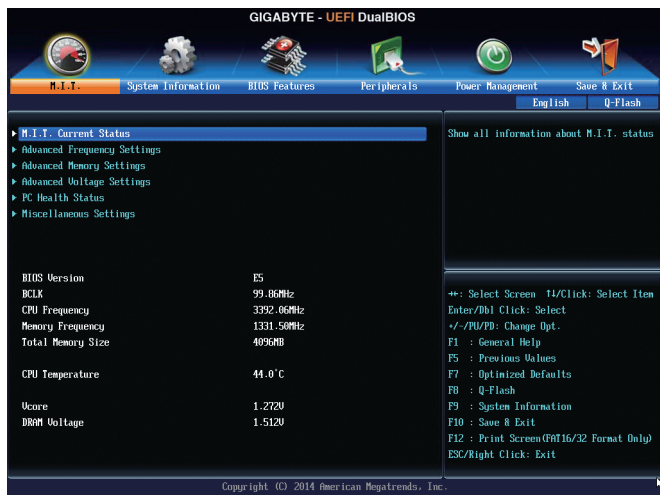 GIGABYTE - UEFI DualBIOS
M.I.T. System Information BIOS Features Peripherals Power Management Save & Exit
English Q-Flash
M.I.T. Current Status
Advanced Frequency Settings
Advanced Memory Settings
Advanced Voltage Settings
PC Health Status
Miscellaneous Settings
Show all information about M.I.T. status
BIOS Version E5
BCLK 99.86MHz
CPU Frequency 3392.06MHz
Memory Frequency 1331.50MHz
Total Memory Size 4096MB
CPU Temperature 44.0°C
Vcore 1.272V
DRAM Voltage 1.512V
→←: Select Screen ↑↓/Click: Select Item
Enter/Dbl Click: Select
+/-/PU/PD: Change Opt.
F1 : General Help
F5 : Previous Values
F7 : Optimized Defaults
F8 : Q-Flash
F9 : System Information
F10 : Save & Exit
F12 : Print Screen(FAT16/32 Format Only)
ESC/Right Click: Exit
Copyright (C) 2014 American Megatrends, Inc.